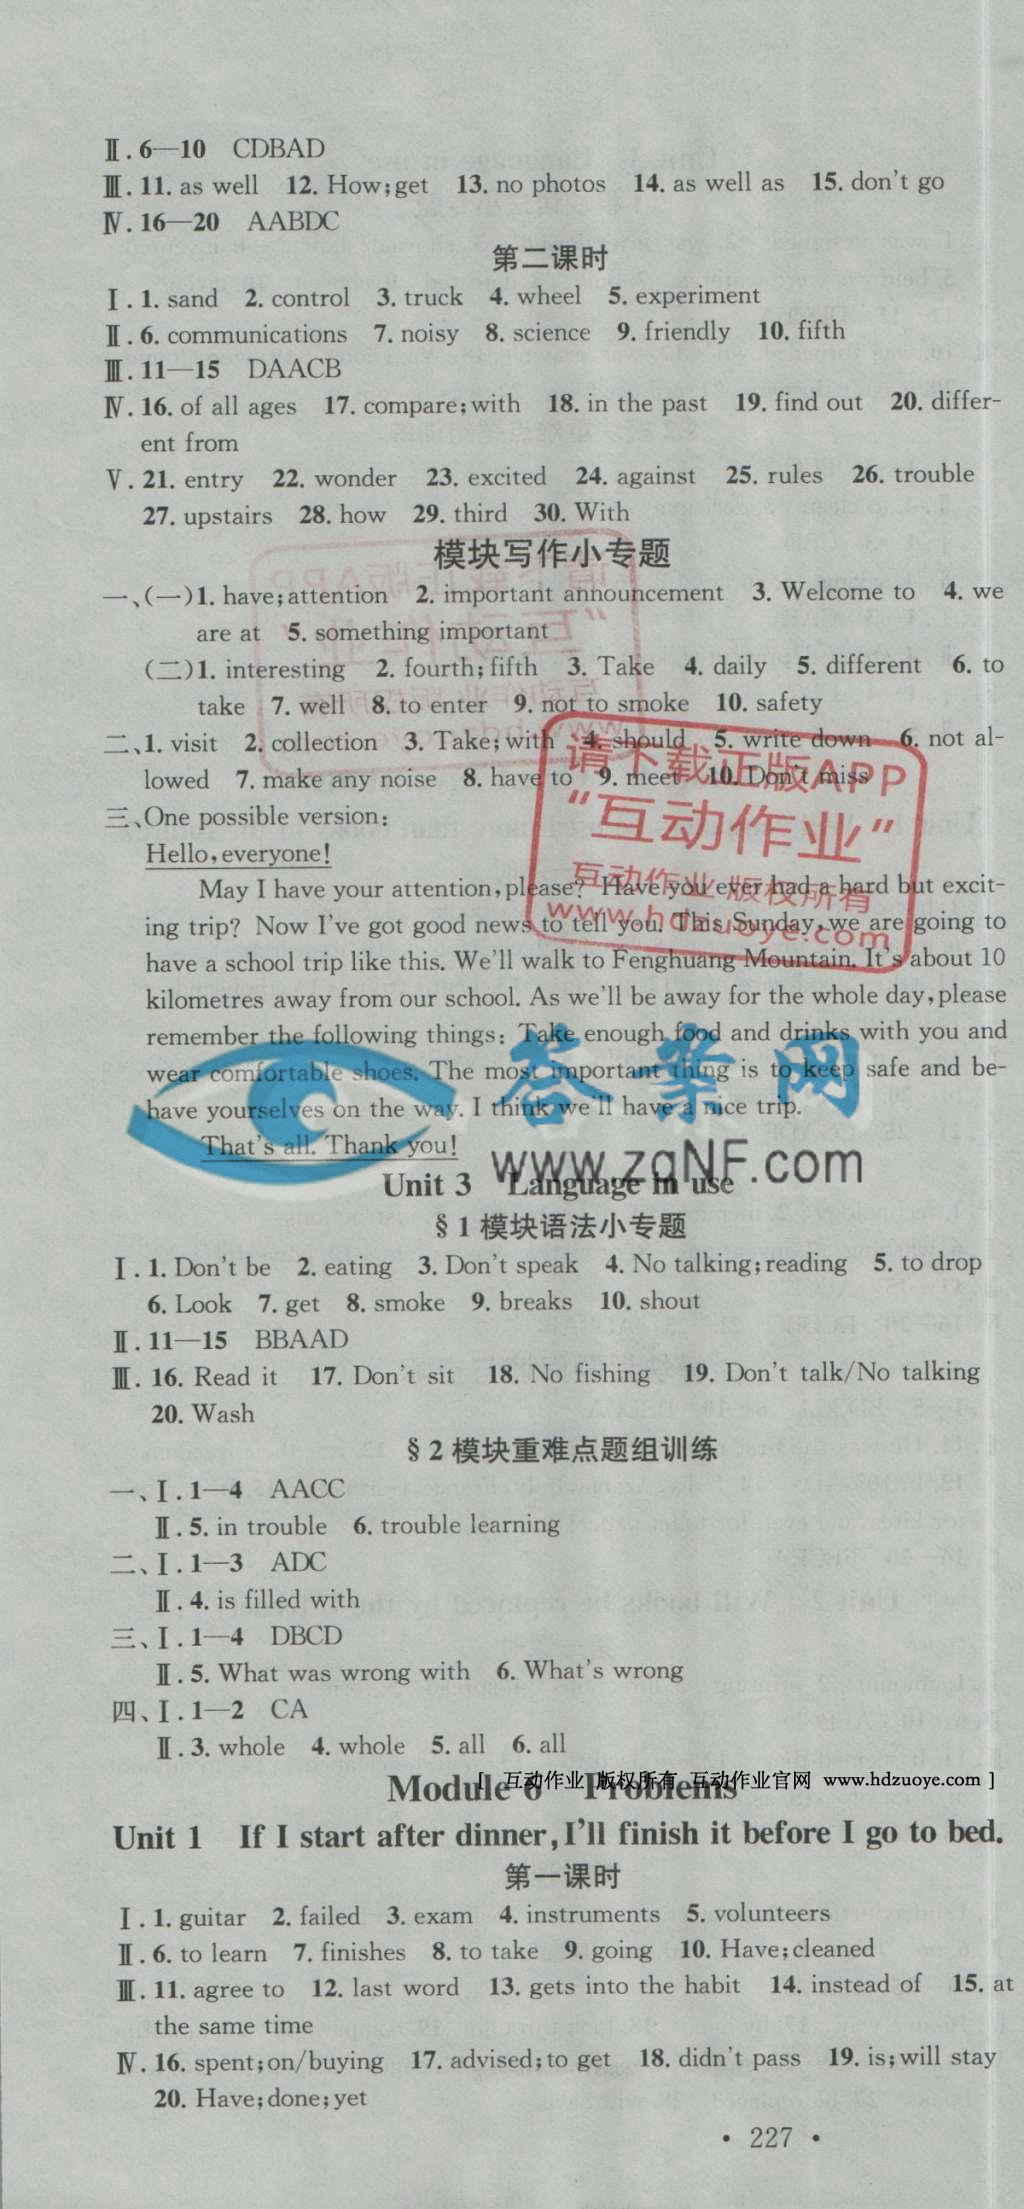 Ⅱ. 6—10 CDBAD
Ⅲ. 11. as well 12. How;get 13. no photos 14. as well as 15. don't go
Ⅳ. 16—20 AABDC
第二课时
Ⅰ. 1. sand 2. control 3. truck 4. wheel 5. experiment
Ⅱ. 6. communications 7. noisy 8. science 9. friendly 10. fifth
Ⅲ. 11—15 DAACB
Ⅳ. 16. of all ages 17. compare;with 18. in the past 19. find out 20. differ-
ent from
Ⅴ. 21. entry 22. wonder 23. excited 24. against 25. rules 26. trouble
27. upstairs 28. how 29. third 30. With
模块写作小专题
一、(一)1. have;attention 2. important announcement 3. Welcome to 4. we
are at 5. something important
(二)1. interesting 2. fourth;fifth 3. Take 4. daily 5. different 6. to
take 7. well 8. to enter 9. not to smoke 10. safety
二、1. visit 2. collection 3. Take;with 4. should 5. write down 6. not al-
lowed 7. make any noise 8. have to 9. meet 10. Don't miss
三、One possible version:
Hello,everyone!
May I have your attention,please? Have you ever had a hard but excit-
ing trip? Now I've got good news to tell you. This Sunday,we are going to
have a school trip like this. We'll walk to Fenghuang Mountain. It's about 10
kilometres away from our school. As we'll be away for the whole day,please
remember the following things: Take enough food and drinks with you and
wear comfortable shoes. The most important thing is to keep safe and be-
have yourselves on the way. I think we'll have a nice trip.
That's all. Thank you!
请下载正版APP
“互动作业”
互动作业 版权所有
www.hdzuoye.com
答案网
www.zqNF.com
Unit 3 Language in use
§1模块语法小专题
Ⅰ. 1. Don't be 2. eating 3. Don't speak 4. No talking;reading 5. to drop
6. Look 7. get 8. smoke 9. breaks 10. shout
Ⅱ. 11—15 BBAAD
Ⅲ. 16. Read it 17. Don't sit 18. No fishing 19. Don't talk/No talking
20. Wash
§2模块重难点题组训练
一、Ⅰ. 1—4 AACC
Ⅱ. 5. in trouble 6. trouble learning
二、Ⅰ. 1—3 ADC
Ⅱ. 4. is filled with
三、Ⅰ. 1—4 DBCD
Ⅱ. 5. What was wrong with 6. What's wrong
四、Ⅰ. 1—2 CA
Ⅱ. 3. whole 4. whole 5. all 6. all
[ 互动作业 版权所有 互动作业官网 www.hdzuoye.com ]
Module 6 Problems
Unit 1 If I start after dinner,I'll finish it before I go to bed.
第一课时
Ⅰ. 1. guitar 2. failed 3. exam 4. instruments 5. volunteers
Ⅱ. 6. to learn 7. finishes 8. to take 9. going 10. Have;cleaned
Ⅲ. 11. agree to 12. last word 13. gets into the habit 14. instead of 15. at
the same time
Ⅳ. 16. spent;on/buying 17. advised;to get 18. didn't pass 19. is;will stay
20. Have;done;yet
• 227 •